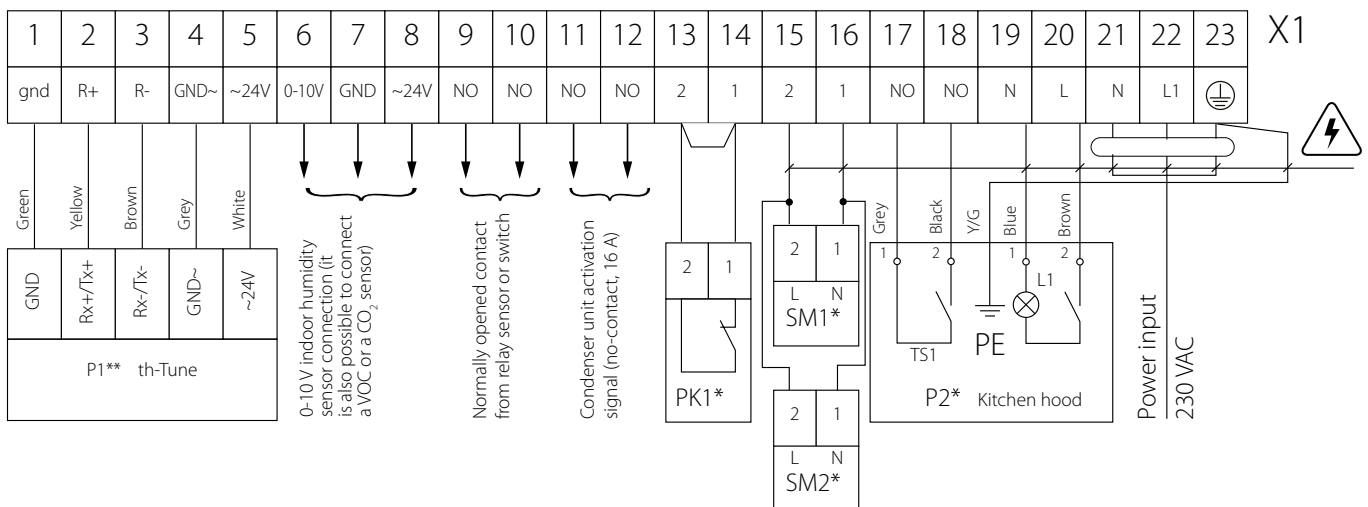 1 2 3 4 5 6 7 8 9 10 11 12 13 14 15 16 17 18 19 20 21 22 23 X1
gnd R+ R- GND~ ~24V 0-10V GND ~24V NO NO NO NO 2 1 2 1 NO NO N L N L1
Green
Yellow
Brown
Grey
White
GND
Rx+/Tx+
Rx-/Tx-
GND~
~24V
P1** th-Tune
0-10 V indoor humidity
sensor connection (it
is also possible to connect
a VOC or a CO₂ sensor)
Normally opened contact
from relay sensor or switch
Condenser unit activation
signal (no-contact, 16 A)
2 1
PK1*
2 1
L N
SM1*
2 1
L N
SM2*
Grey
Black
Y/G
Blue
Brown
1 2 1 2
L1
TS1
PE
P2* Kitchen hood
Power input
230 VAC